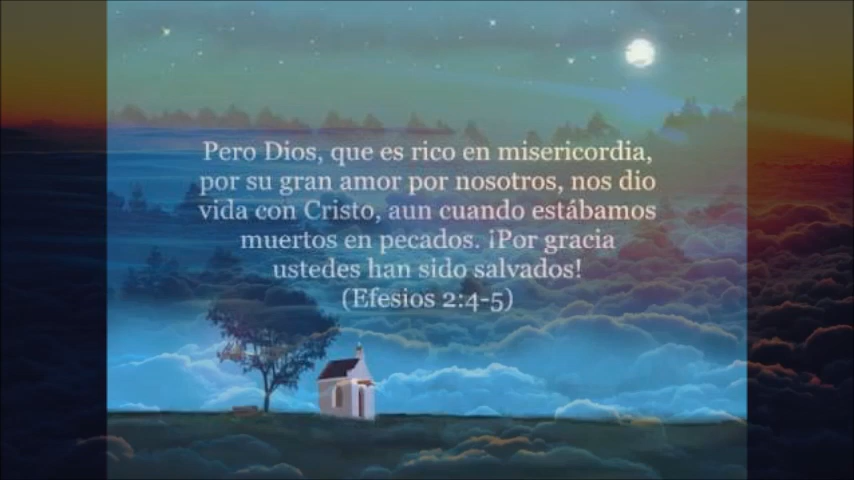 Pero Dios, que es rico en misericordia,
por su gran amor por nosotros, nos dio
vida con Cristo, aun cuando estábamos
muertos en pecados. ¡Por gracia
ustedes han sido salvados!
(Efesios 2:4-5)